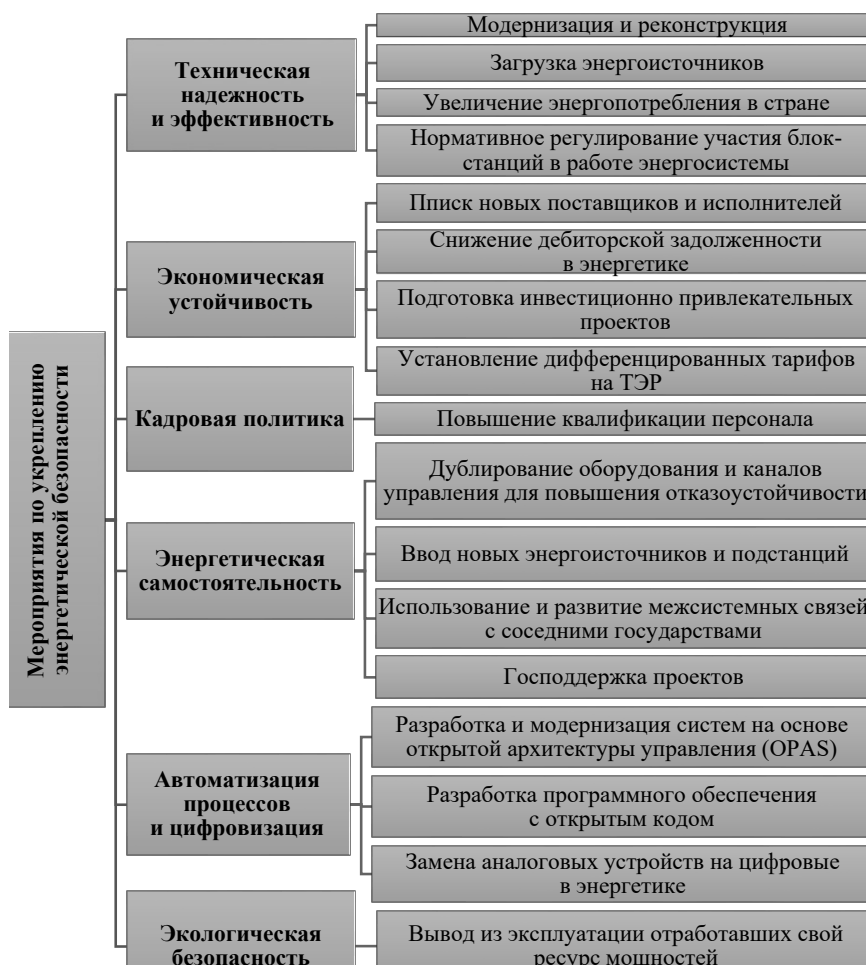 Мероприятия по укреплению
энергетической безопасности
Техническая
надежность
и эффективность
Модернизация и реконструкция
Загрузка энергоисточников
Увеличение энергопотребления в стране
Нормативное регулирование участия блок-
станций в работе энергосистемы
Экономическая
устойчивость
Пписк новых поставщиков и исполнителей
Снижение дебиторской задолженности
в энергетике
Подготовка инвестиционно привлекательных
проектов
Установление дифференцированных тарифов
на ТЭР
Кадровая политика
Повышение квалификации персонала
Энергетическая
самостоятельность
Дублирование оборудования и каналов
управления для повышения отказоустойчивости
Ввод новых энергоисточников и подстанций
Использование и развитие межсистемных связей
с соседними государствами
Господдержка проектов
Автоматизация
процессов
и цифровизация
Разработка и модернизация систем на основе
открытой архитектуры управления (OPAS)
Разработка программного обеспечения
с открытым кодом
Замена аналоговых устройств на цифровые
в энергетике
Экологическая
безопасность
Вывод из эксплуатации отработавших свой
ресурс мощностей